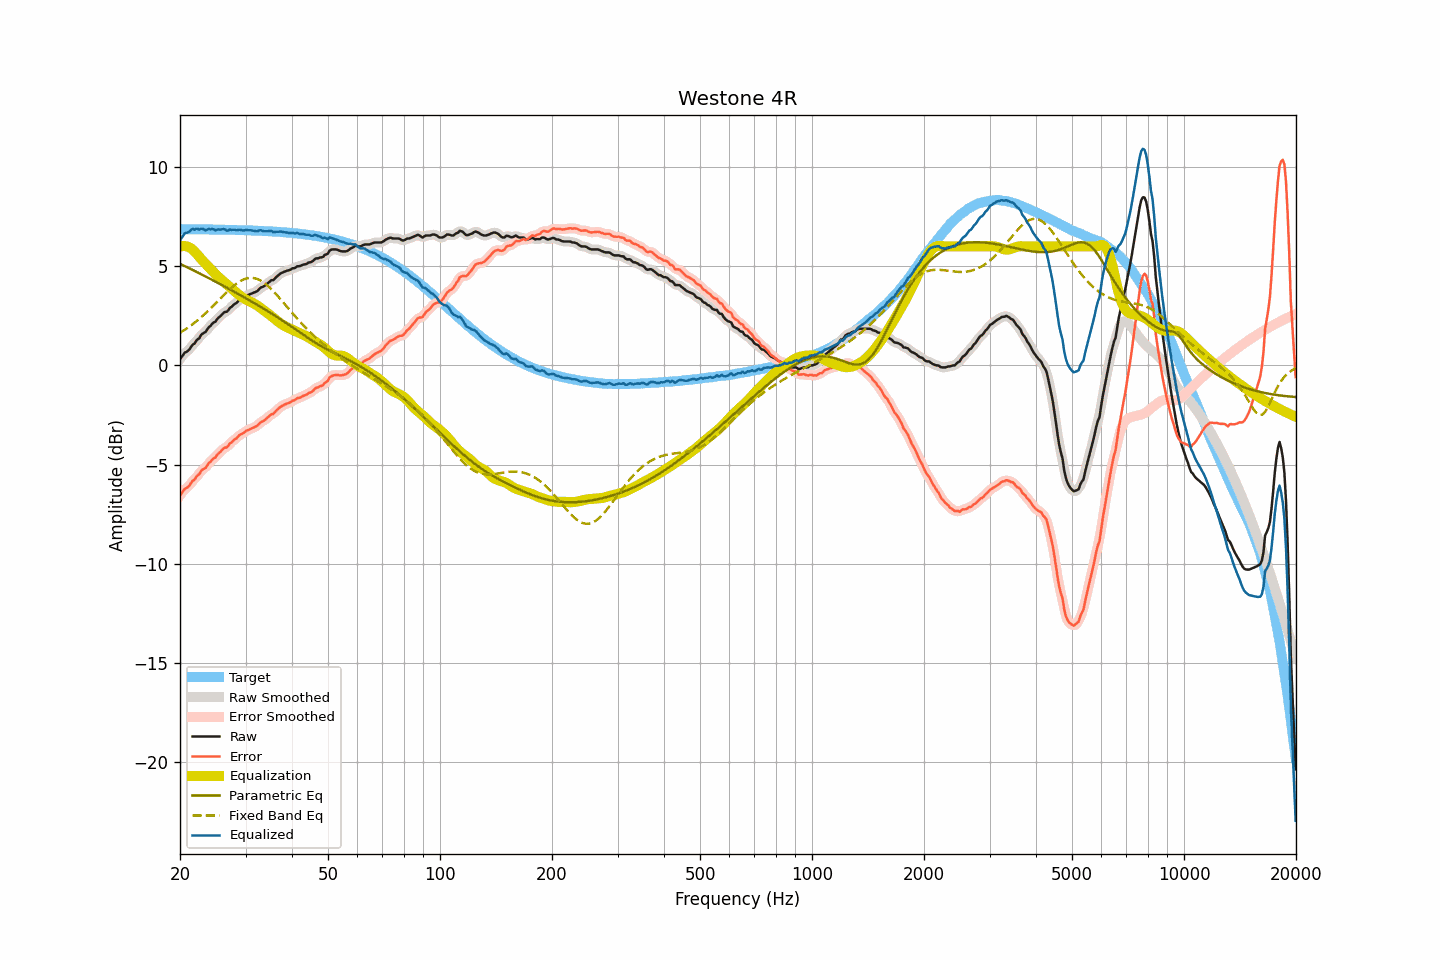 Westone 4R
10
5
0
−5
−10
−15
−20
Amplitude (dBr)
Target
Raw Smoothed
Error Smoothed
Raw
Error
Equalization
Parametric Eq
Fixed Band Eq
Equalized
20 50 100 200 500 1000 2000 5000 10000 20000
Frequency (Hz)